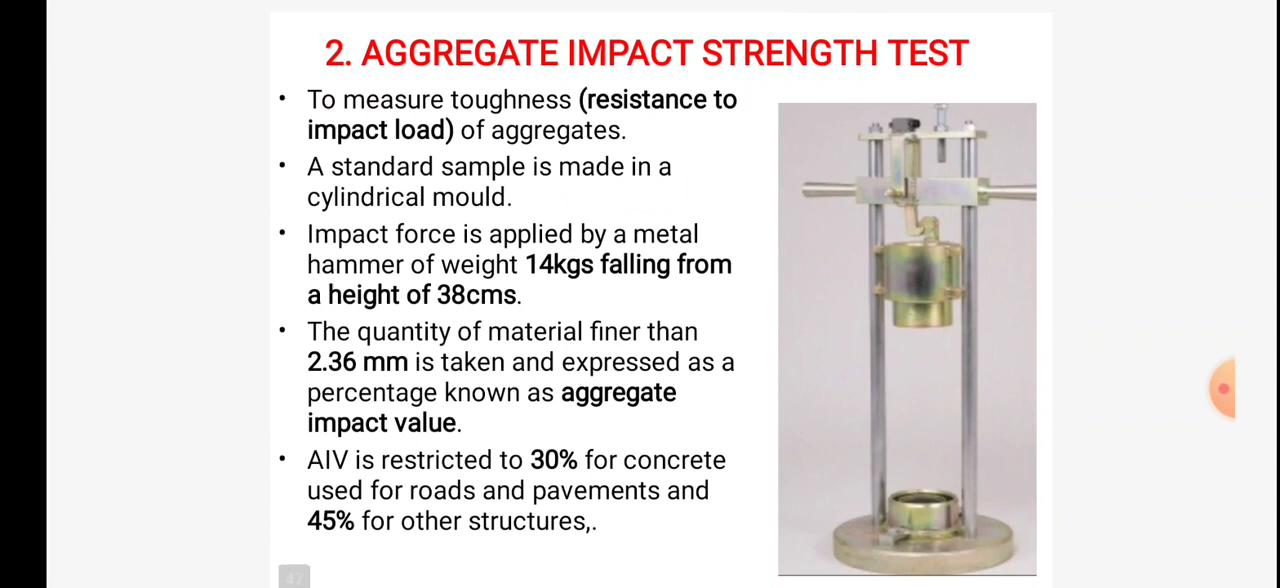 2. AGGREGATE IMPACT STRENGTH TEST
• To measure toughness (resistance to
impact load) of aggregates.
• A standard sample is made in a
cylindrical mould.
• Impact force is applied by a metal
hammer of weight 14kgs falling from
a height of 38cms.
• The quantity of material finer than
2.36 mm is taken and expressed as a
percentage known as aggregate
impact value.
• AIV is restricted to 30% for concrete
used for roads and pavements and
45% for other structures,.
47